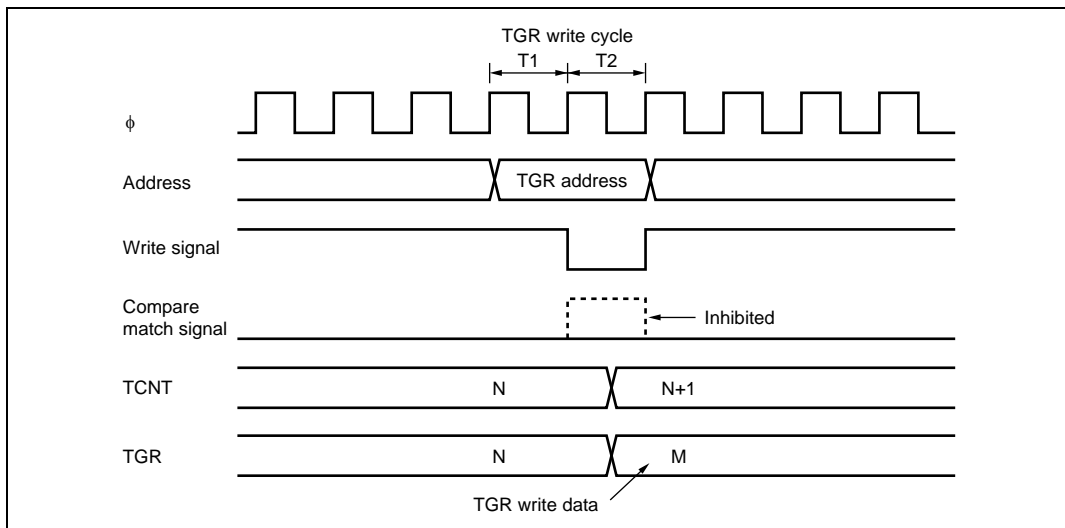 TGR write cycle
T1 T2
ϕ
Address
TGR address
Write signal
Compare
match signal
Inhibited
TCNT
N
N+1
TGR
N
M
TGR write data